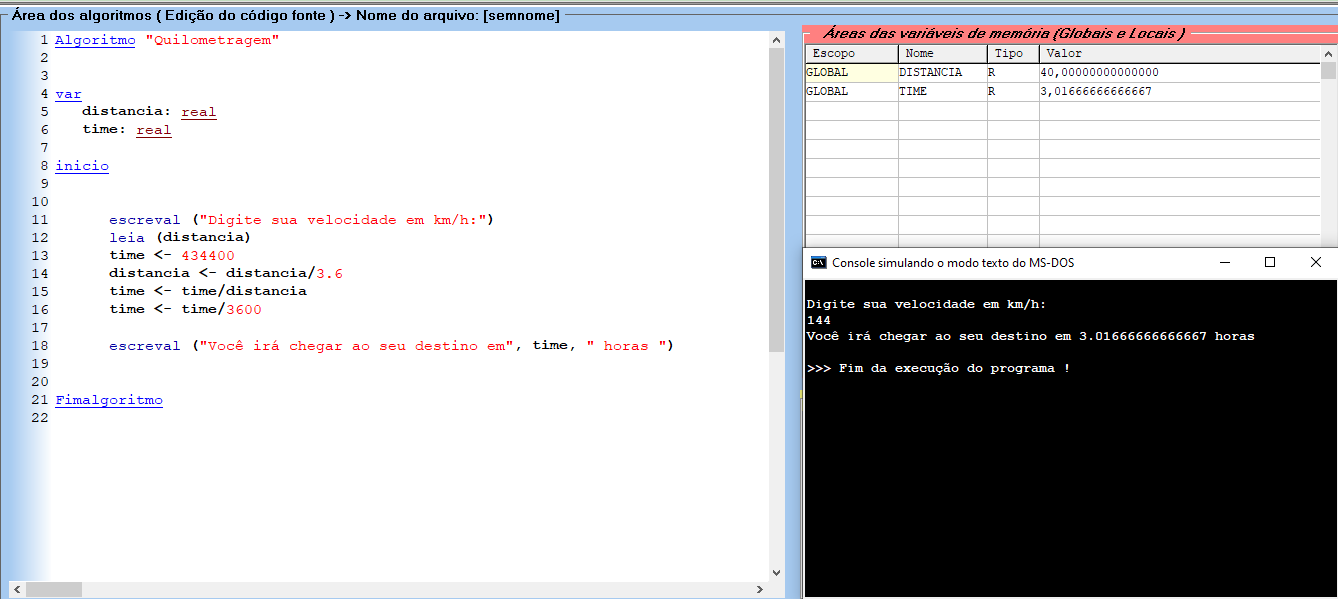 Área dos algoritmos ( Edição do código fonte ) -> Nome do arquivo: [semnome]
1 Algoritmo "Quilometragem"
2
3
4 var
5 distancia: real
6 time: real
7
8 inicio
9
10
11 escreval ("Digite sua velocidade em km/h:")
12 leia (distancia)
13 time <- 434400
14 distancia <- distancia/3.6
15 time <- time/distancia
16 time <- time/3600
17
18 escreval ("Você irá chegar ao seu destino em", time, " horas ")
19
20
21 Fimalgoritmo
22
Áreas das variáveis de memória (Globais e Locais )
Escopo Nome Tipo Valor
GLOBAL DISTANCIA R 40,00000000000000
GLOBAL TIME R 3,01666666666667
C:\ Console simulando o modo texto do MS-DOS
Digite sua velocidade em km/h:
144
Você irá chegar ao seu destino em 3.01666666666667 horas
>>> Fim da execução do programa !